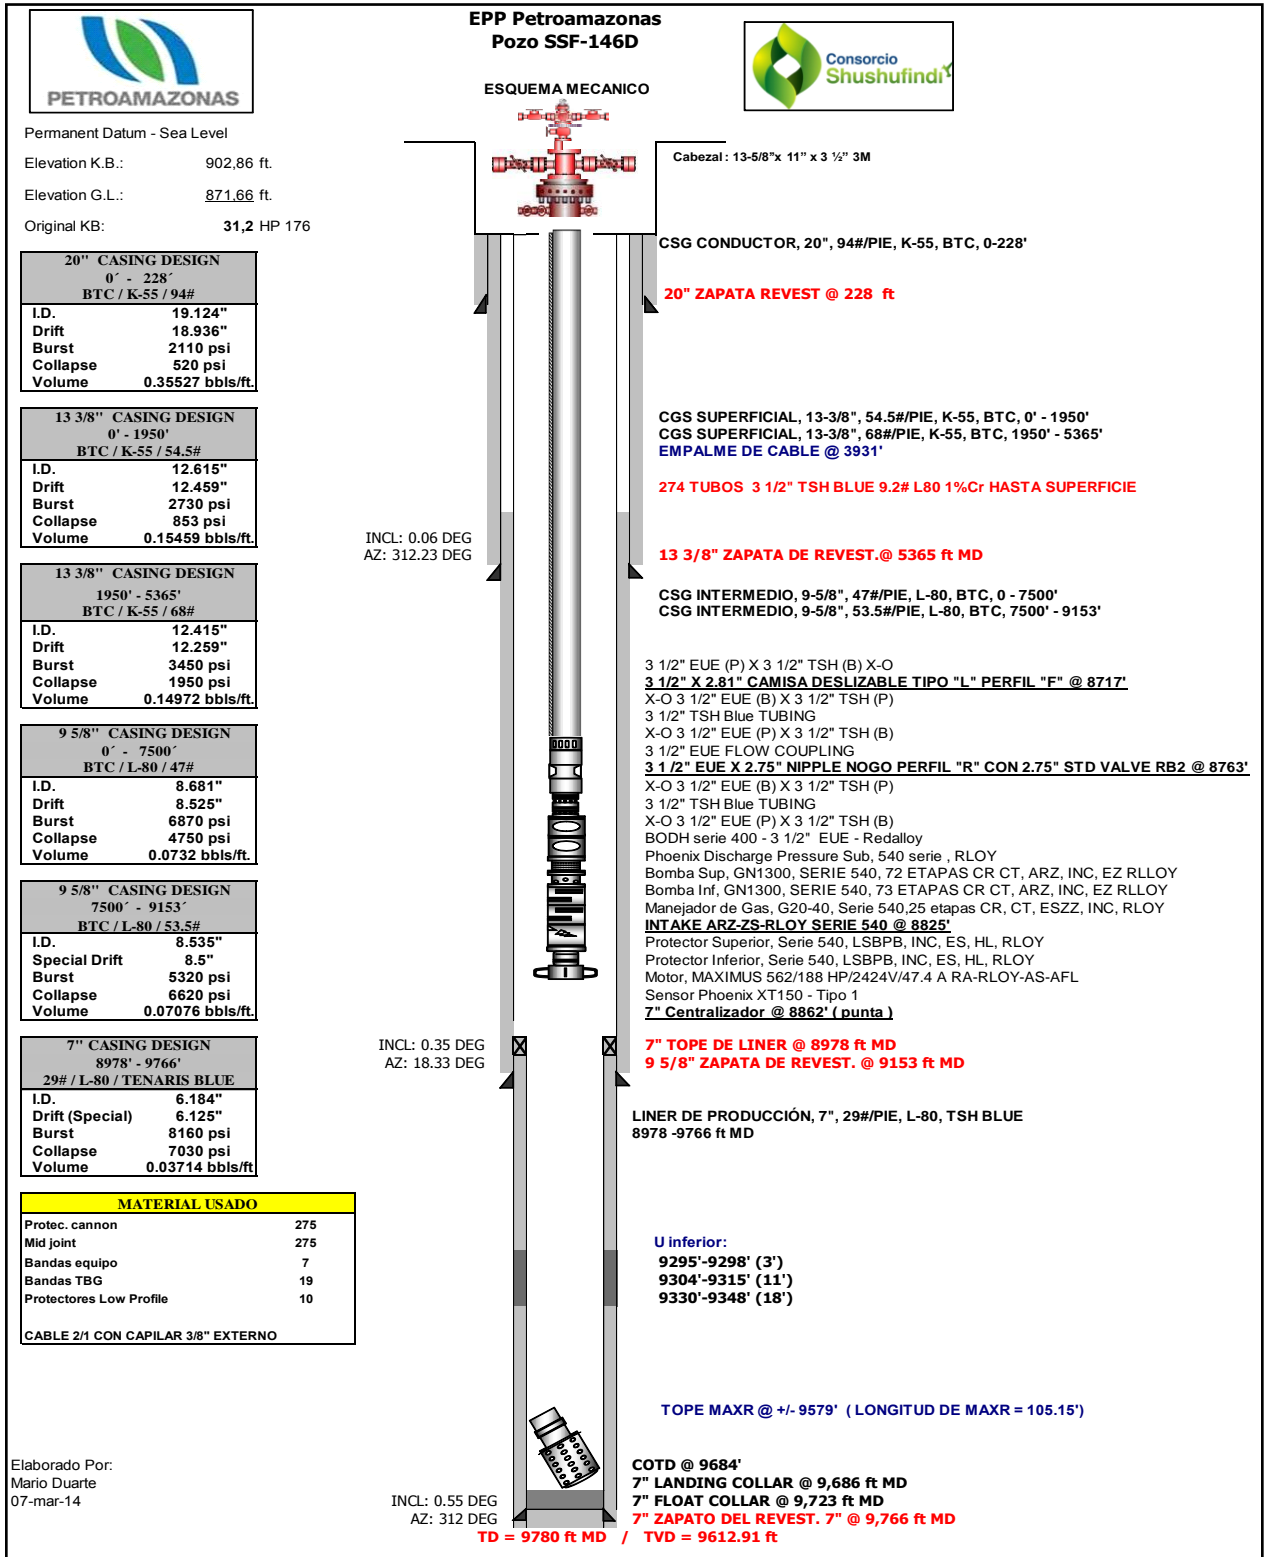 EPP Petroamazonas
Pozo SSF-146D
ESQUEMA MECANICO
PETROAMAZONAS
Consorcio
Shushufindi
Permanent Datum - Sea Level
Elevation K.B.: 902,86 ft.
Elevation G.L.: 871,66 ft.
Original KB: 31,2 HP 176
Cabezal : 13-5/8"x 11" x 3 ½" 3M
20" CASING DESIGN
0´ - 228´
BTC / K-55 / 94#
I.D. 19.124"
Drift 18.936"
Burst 2110 psi
Collapse 520 psi
Volume 0.35527 bbls/ft.
13 3/8" CASING DESIGN
0' - 1950'
BTC / K-55 / 54.5#
I.D. 12.615"
Drift 12.459"
Burst 2730 psi
Collapse 853 psi
Volume 0.15459 bbls/ft.
13 3/8" CASING DESIGN
1950' - 5365'
BTC / K-55 / 68#
I.D. 12.415"
Drift 12.259"
Burst 3450 psi
Collapse 1950 psi
Volume 0.14972 bbls/ft.
9 5/8" CASING DESIGN
0´ - 7500´
BTC / L-80 / 47#
I.D. 8.681"
Drift 8.525"
Burst 6870 psi
Collapse 4750 psi
Volume 0.0732 bbls/ft.
9 5/8" CASING DESIGN
7500´ - 9153´
BTC / L-80 / 53.5#
I.D. 8.535"
Special Drift 8.5"
Burst 5320 psi
Collapse 6620 psi
Volume 0.07076 bbls/ft.
7" CASING DESIGN
8978' - 9766'
29# / L-80 / TENARIS BLUE
I.D. 6.184"
Drift (Special) 6.125"
Burst 8160 psi
Collapse 7030 psi
Volume 0.03714 bbls/ft
MATERIAL USADO
Protec. cannon 275
Mid joint 275
Bandas equipo 7
Bandas TBG 19
Protectores Low Profile 10
CABLE 2/1 CON CAPILAR 3/8" EXTERNO
Elaborado Por:
Mario Duarte
07-mar-14
CSG CONDUCTOR, 20", 94#/PIE, K-55, BTC, 0-228'
20" ZAPATA REVEST @ 228 ft
CGS SUPERFICIAL, 13-3/8", 54.5#/PIE, K-55, BTC, 0' - 1950'
CGS SUPERFICIAL, 13-3/8", 68#/PIE, K-55, BTC, 1950' - 5365'
EMPALME DE CABLE @ 3931'
274 TUBOS 3 1/2" TSH BLUE 9.2# L80 1%Cr HASTA SUPERFICIE
INCL: 0.06 DEG
AZ: 312.23 DEG
13 3/8" ZAPATA DE REVEST.@ 5365 ft MD
CSG INTERMEDIO, 9-5/8", 47#/PIE, L-80, BTC, 0 - 7500'
CSG INTERMEDIO, 9-5/8", 53.5#/PIE, L-80, BTC, 7500' - 9153'
3 1/2" EUE (P) X 3 1/2" TSH (B) X-O
3 1/2" X 2.81" CAMISA DESLIZABLE TIPO "L" PERFIL "F" @ 8717'
X-O 3 1/2" EUE (B) X 3 1/2" TSH (P)
3 1/2" TSH Blue TUBING
X-O 3 1/2" EUE (P) X 3 1/2" TSH (B)
3 1/2" EUE FLOW COUPLING
3 1 /2" EUE X 2.75" NIPPLE NOGO PERFIL "R" CON 2.75" STD VALVE RB2 @ 8763'
X-O 3 1/2" EUE (B) X 3 1/2" TSH (P)
3 1/2" TSH Blue TUBING
X-O 3 1/2" EUE (P) X 3 1/2" TSH (B)
BODH serie 400 - 3 1/2" EUE - Redalloy
Phoenix Discharge Pressure Sub, 540 serie , RLOY
Bomba Sup, GN1300, SERIE 540, 72 ETAPAS CR CT, ARZ, INC, EZ RLLOY
Bomba Inf, GN1300, SERIE 540, 73 ETAPAS CR CT, ARZ, INC, EZ RLLOY
Manejador de Gas, G20-40, Serie 540,25 etapas CR, CT, ESZZ, INC, RLOY
INTAKE ARZ-ZS-RLOY SERIE 540 @ 8825'
Protector Superior, Serie 540, LSBPB, INC, ES, HL, RLOY
Protector Inferior, Serie 540, LSBPB, INC, ES, HL, RLOY
Motor, MAXIMUS 562/188 HP/2424V/47.4 A RA-RLOY-AS-AFL
Sensor Phoenix XT150 - Tipo 1
7" Centralizador @ 8862' ( punta )
INCL: 0.35 DEG
AZ: 18.33 DEG
7" TOPE DE LINER @ 8978 ft MD
9 5/8" ZAPATA DE REVEST. @ 9153 ft MD
LINER DE PRODUCCIÓN, 7", 29#/PIE, L-80, TSH BLUE
8978 -9766 ft MD
U inferior:
9295'-9298' (3')
9304'-9315' (11')
9330'-9348' (18')
TOPE MAXR @ +/- 9579' ( LONGITUD DE MAXR = 105.15')
COTD @ 9684'
7" LANDING COLLAR @ 9,686 ft MD
7" FLOAT COLLAR @ 9,723 ft MD
INCL: 0.55 DEG
AZ: 312 DEG
7" ZAPATO DEL REVEST. 7" @ 9,766 ft MD
TD = 9780 ft MD / TVD = 9612.91 ft